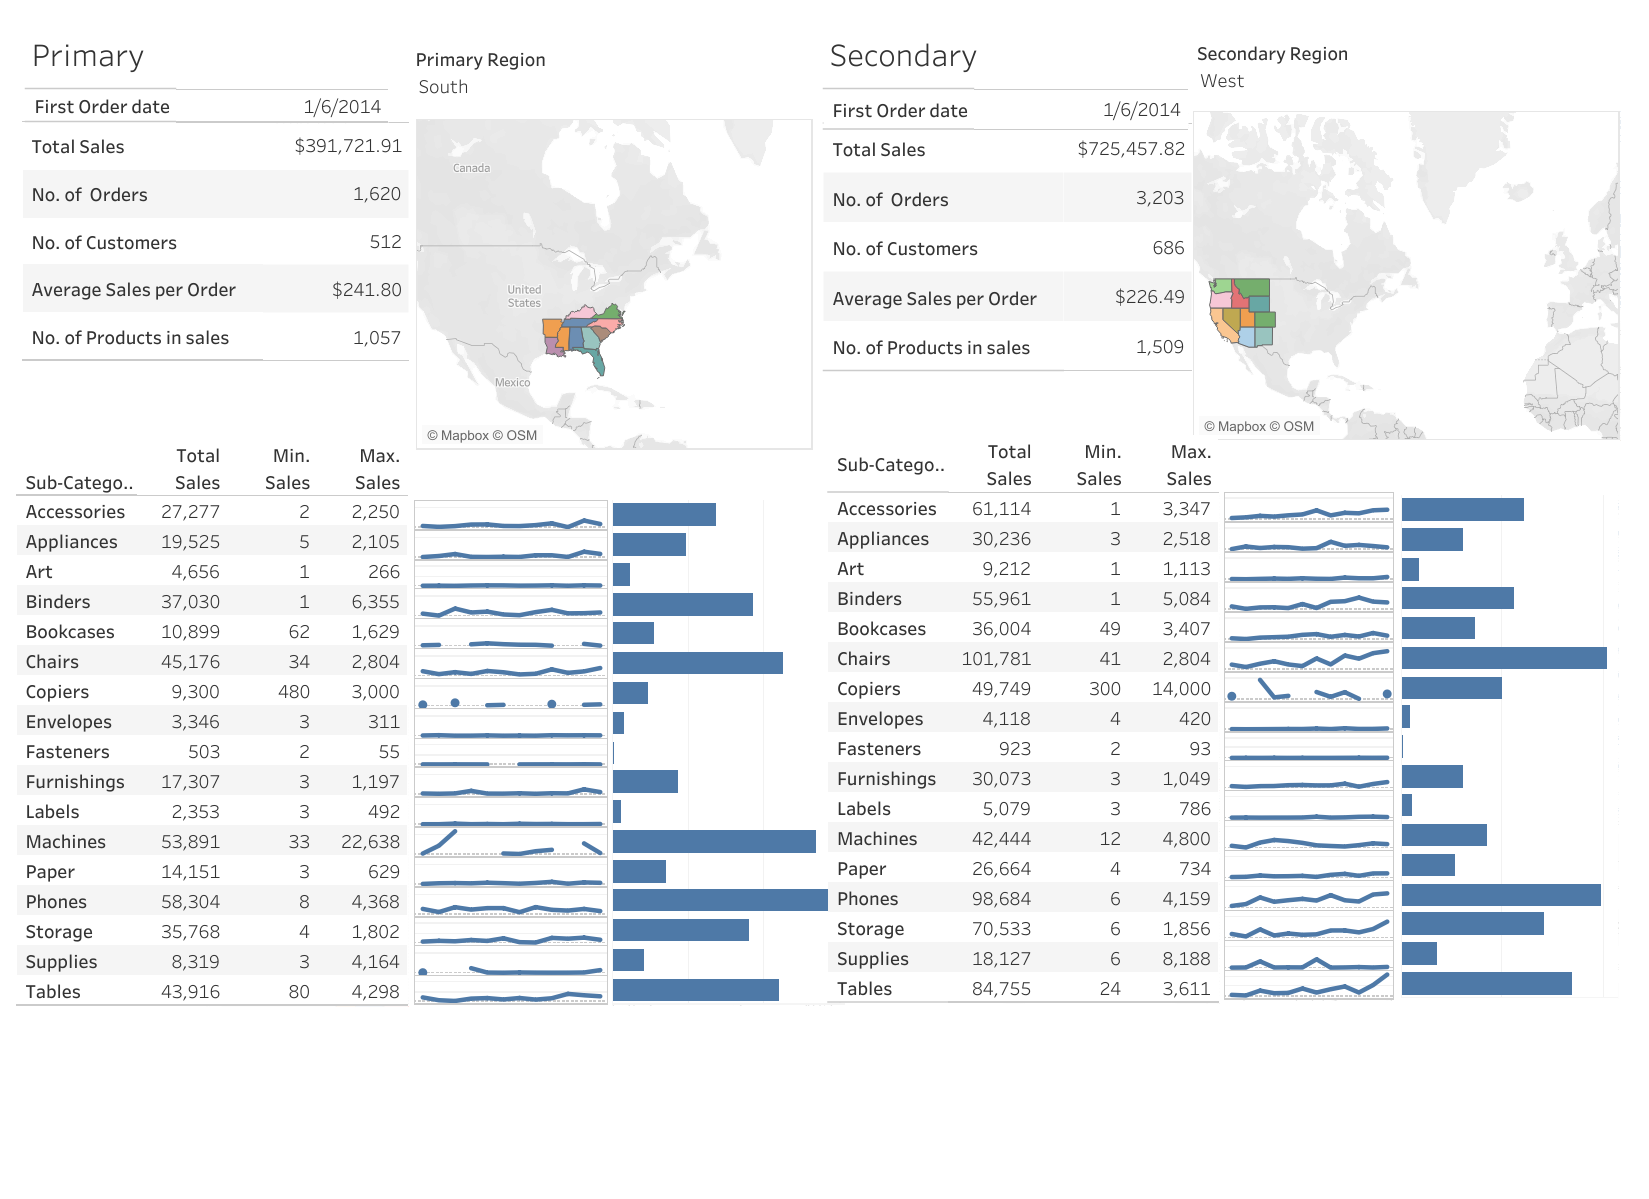 Primary
Primary Region
South
First Order date 1/6/2014
Total Sales $391,721.91
No. of  Orders 1,620
No. of Customers 512
Average Sales per Order $241.80
No. of Products in sales 1,057
Canada
United
States
Mexico
© Mapbox © OSM
Sub-Catego.. Total Sales Min. Sales Max. Sales
Accessories 27,277 2 2,250
Appliances 19,525 5 2,105
Art 4,656 1 266
Binders 37,030 1 6,355
Bookcases 10,899 62 1,629
Chairs 45,176 34 2,804
Copiers 9,300 480 3,000
Envelopes 3,346 3 311
Fasteners 503 2 55
Furnishings 17,307 3 1,197
Labels 2,353 3 492
Machines 53,891 33 22,638
Paper 14,151 3 629
Phones 58,304 8 4,368
Storage 35,768 4 1,802
Supplies 8,319 3 4,164
Tables 43,916 80 4,298
Secondary
Secondary Region
West
First Order date 1/6/2014
Total Sales $725,457.82
No. of  Orders 3,203
No. of Customers 686
Average Sales per Order $226.49
No. of Products in sales 1,509
© Mapbox © OSM
Sub-Catego.. Total Sales Min. Sales Max. Sales
Accessories 61,114 1 3,347
Appliances 30,236 3 2,518
Art 9,212 1 1,113
Binders 55,961 1 5,084
Bookcases 36,004 49 3,407
Chairs 101,781 41 2,804
Copiers 49,749 300 14,000
Envelopes 4,118 4 420
Fasteners 923 2 93
Furnishings 30,073 3 1,049
Labels 5,079 3 786
Machines 42,444 12 4,800
Paper 26,664 4 734
Phones 98,684 6 4,159
Storage 70,533 6 1,856
Supplies 18,127 6 8,188
Tables 84,755 24 3,611